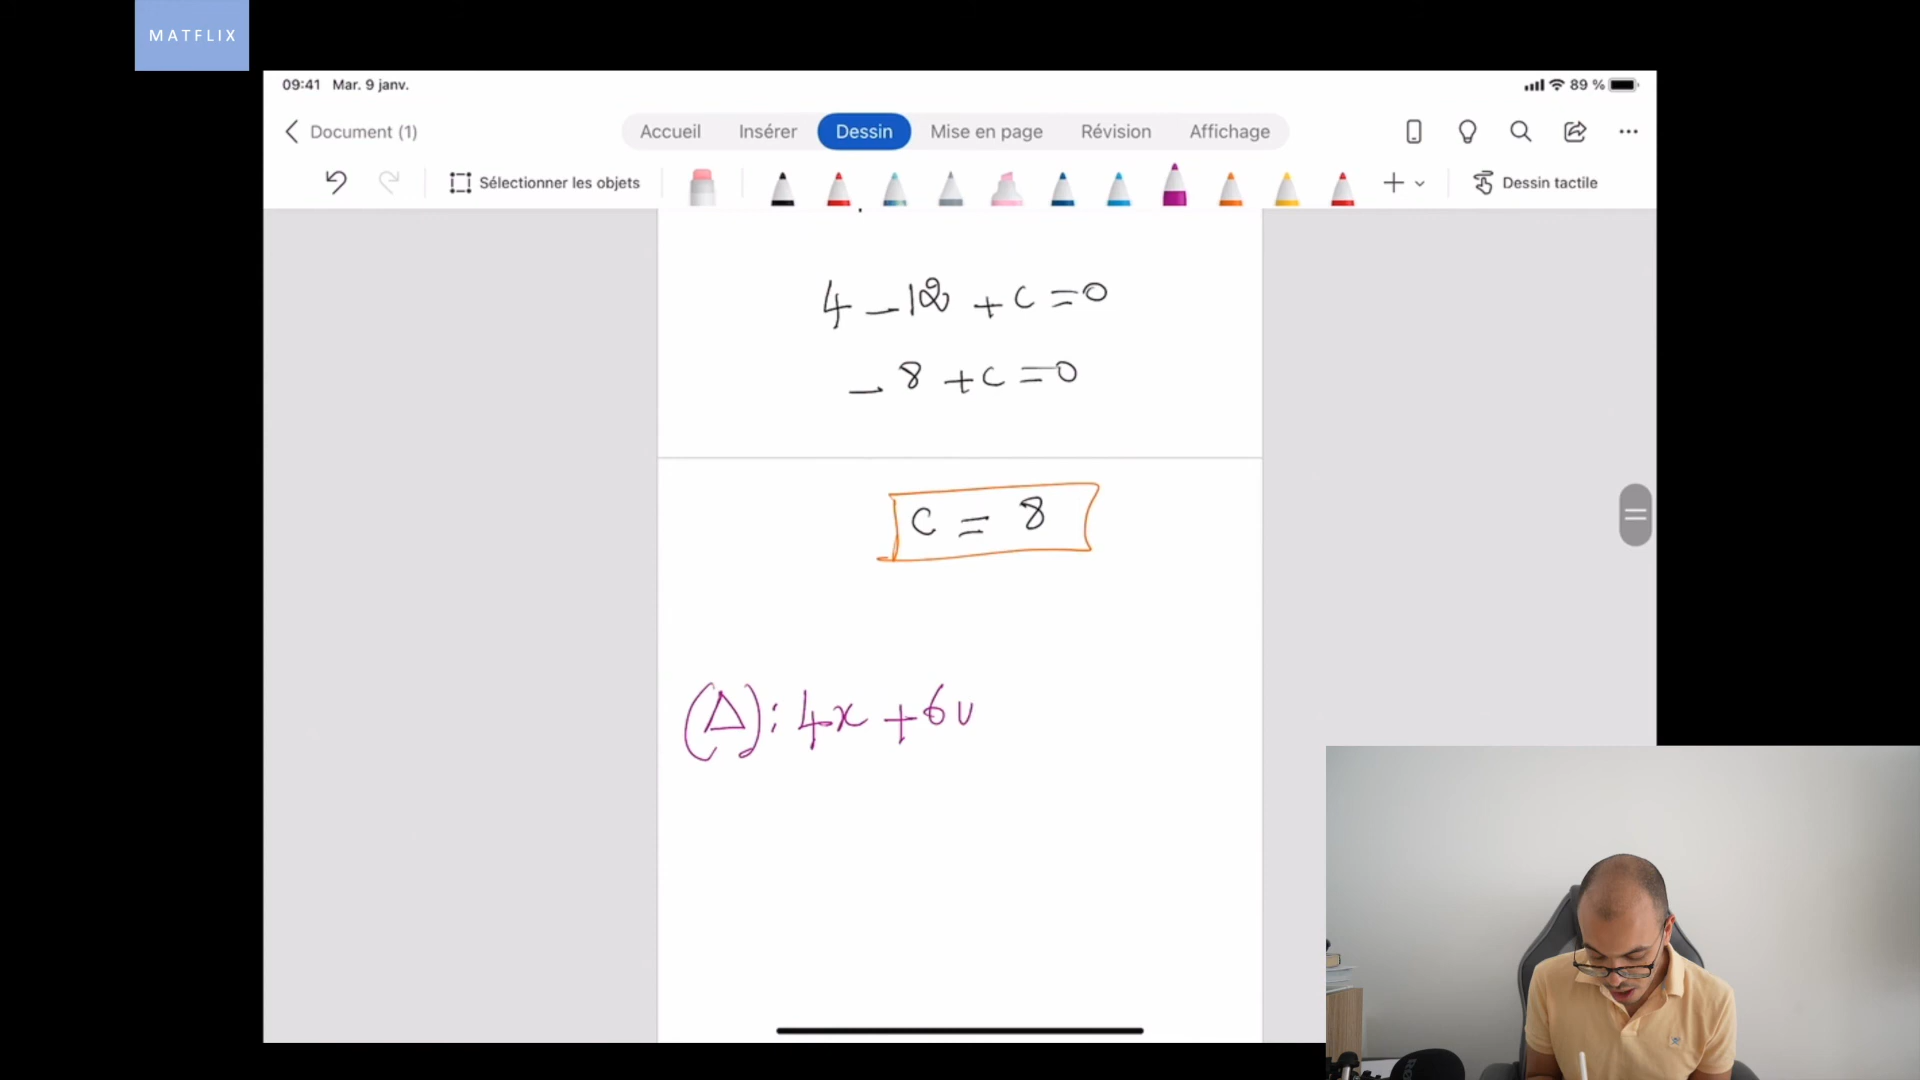 MATFLIX
09:41 Mar. 9 janv.
89 %
Document (1)
Accueil Insérer Dessin Mise en page Révision Affichage
Sélectionner les objets
Dessin tactile
4 - 12 + c = 0
- 8 + c = 0
c = 8
(Δ): 4x + 6